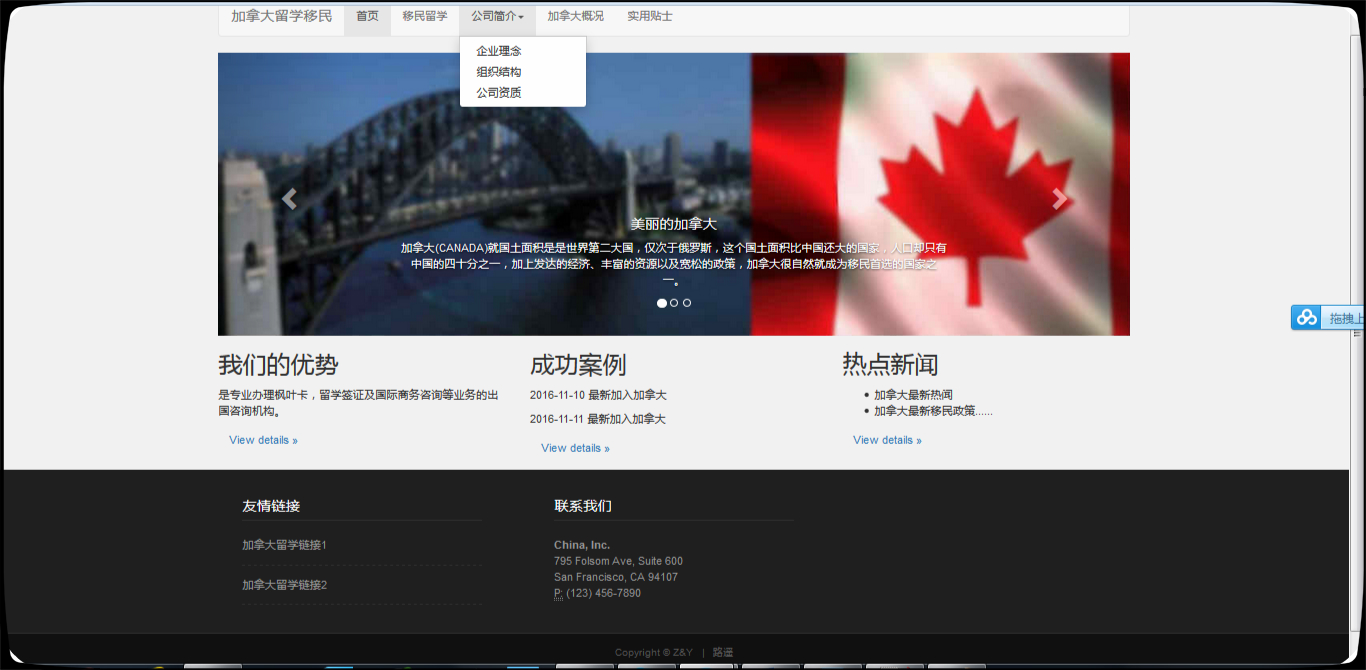 加拿大留学移民 首页 移民留学 公司简介 加拿大概况 实用贴士
企业理念
组织结构
公司资质
美丽的加拿大
加拿大(CANADA)就国土面积是是世界第二大国，仅次于俄罗斯，这个国土面积比中国还大的国家，人口却只有
中国的四十分之一，加上发达的经济、丰富的资源以及宽松的政策，加拿大很自然就成为移民首选的国家之
一。
拖拽上
我们的优势
是专业办理枫叶卡，留学签证及国际商务咨询等业务的出
国咨询机构。
View details »
成功案例
2016-11-10 最新加入加拿大
2016-11-11 最新加入加拿大
View details »
热点新闻
加拿大最新热闻
加拿大最新移民政策......
View details »
友情链接
加拿大留学链接1
加拿大留学链接2
联系我们
China, Inc.
795 Folsom Ave, Suite 600
San Francisco, CA 94107
P: (123) 456-7890
Copyright © Z&Y | 路遥